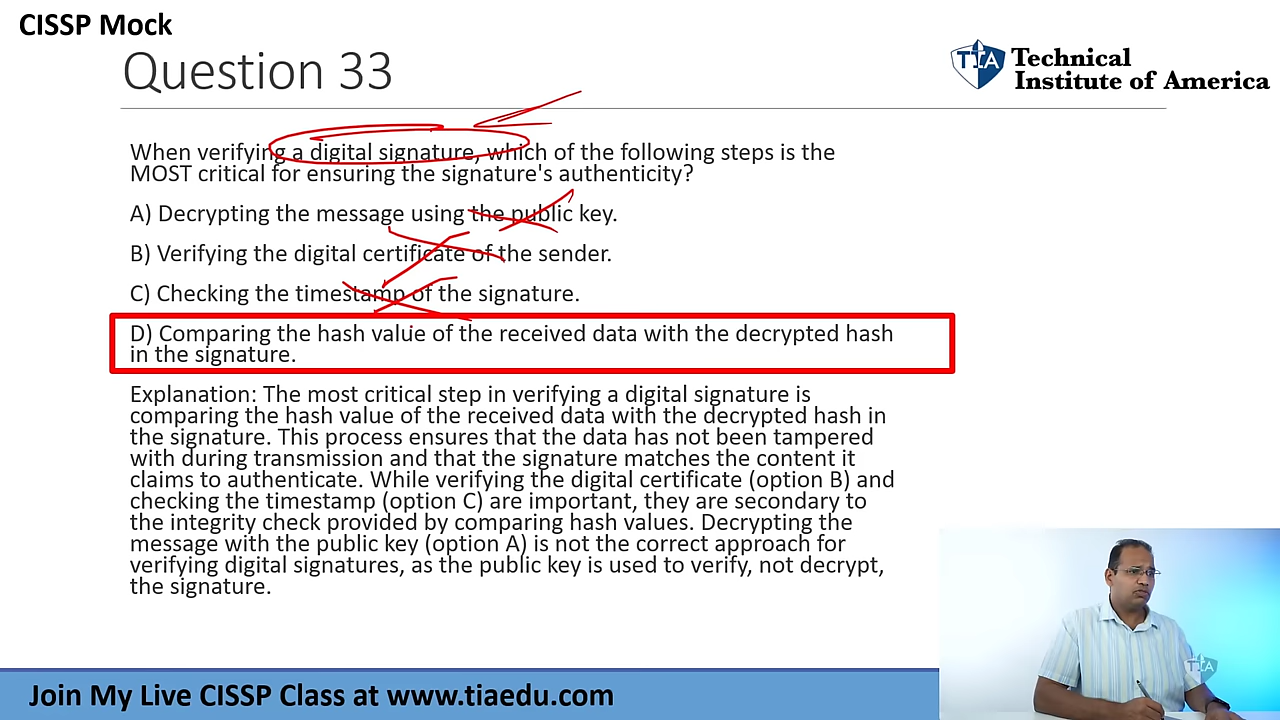 CISSP Mock
Question 33
TIA
Technical
Institute of America
When verifying a digital signature, which of the following steps is the
MOST critical for ensuring the signature's authenticity?
A) Decrypting the message using the public key.
B) Verifying the digital certificate of the sender.
C) Checking the timestamp of the signature.
D) Comparing the hash value of the received data with the decrypted hash
in the signature.
Explanation: The most critical step in verifying a digital signature is
comparing the hash value of the received data with the decrypted hash in
the signature. This process ensures that the data has not been tampered
with during transmission and that the signature matches the content it
claims to authenticate. While verifying the digital certificate (option B) and
checking the timestamp (option C) are important, they are secondary to
the integrity check provided by comparing hash values. Decrypting the
message with the public key (option A) is not the correct approach for
verifying digital signatures, as the public key is used to verify, not decrypt,
the signature.
TIA
Join My Live CISSP Class at www.tiaedu.com